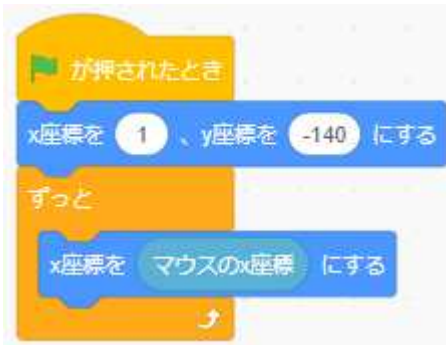 が押されたとき
x座標を 1 、y座標を -140 にする
ずっと
x座標を マウスのx座標 にする